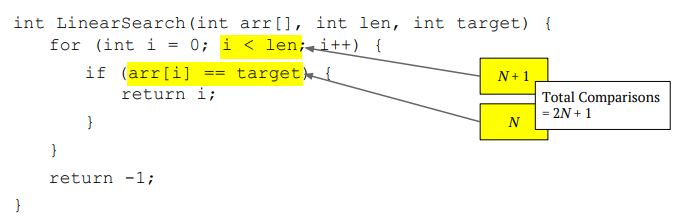 int LinearSearch(int arr[], int len, int target) {
for (int i = 0; i < len; i++) {
if (arr[i] == target) {
return i;
}
}
return -1;
}
N + 1
N
Total Comparisons
= 2N + 1